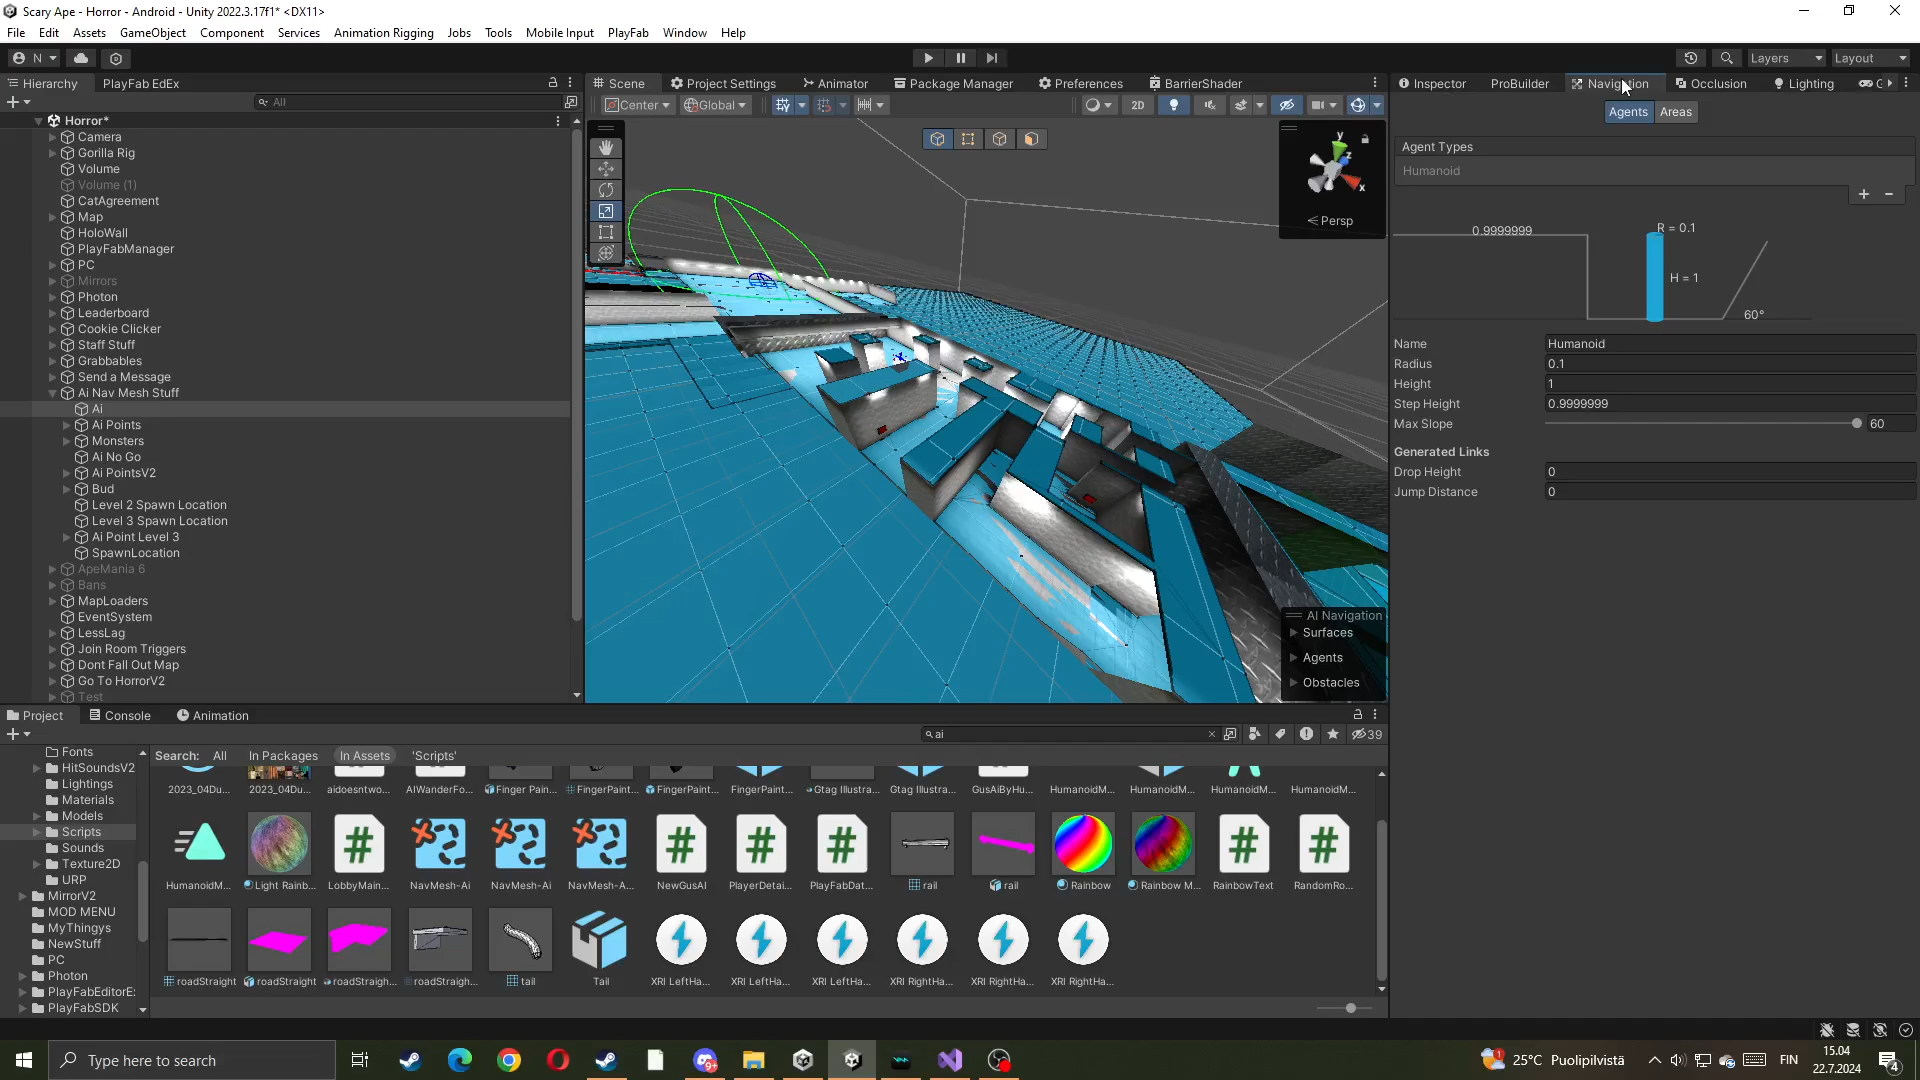 Scary Ape - Horror - Android - Unity 2022.3.17f1* <DX11>
File Edit Assets GameObject Component Services Animation Rigging Jobs Tools Mobile Input PlayFab Window Help
N Layers Layout
Hierarchy PlayFab EdEx
Scene Project Settings Animator Package Manager Preferences BarrierShader
Inspector ProBuilder Navigation Occlusion Lighting
All
Center Global 2D
Agents Areas
Horror*
Camera
Gorilla Rig
Volume
Volume (1)
CatAgreement
Map
HoloWall
PlayFabManager
PC
Mirrors
Photon
Leaderboard
Cookie Clicker
Staff Stuff
Grabbables
Send a Message
Ai Nav Mesh Stuff
Ai
Ai Points
Monsters
Ai No Go
Ai PointsV2
Bud
Level 2 Spawn Location
Level 3 Spawn Location
Ai Point Level 3
SpawnLocation
ApeMania 6
Bans
MapLoaders
EventSystem
LessLag
Join Room Triggers
Dont Fall Out Map
Go To HorrorV2
Test
y
z
x
< Persp
AI Navigation
Surfaces
Agents
Obstacles
Agent Types
Humanoid
0.9999999
R = 0.1
H = 1
60°
Name Humanoid
Radius 0.1
Height 1
Step Height 0.9999999
Max Slope 60
Generated Links
Drop Height 0
Jump Distance 0
Project Console Animation
ai
39
Fonts
HitSoundsV2
Lightings
Materials
Models
Scripts
Sounds
Texture2D
URP
MirrorV2
MOD MENU
MyThingys
NewStuff
PC
Photon
PlayFabEditorE
PlayFabSDK
Search: All In Packages In Assets 'Scripts'
2023_04Du... 2023_04Du... aidoesntwo... AIWanderFo... Finger Pain... FingerPaint... FingerPaint... FingerPaint... Gtag Illustra... Gtag Illustra... GusAiByHu... HumanoidM... HumanoidM... HumanoidM... HumanoidM...
HumanoidM... Light Rainb... LobbyMain... NavMesh-Ai NavMesh-Ai NavMesh-A... NewGusAI PlayerDetai... PlayFabDat... rail rail Rainbow Rainbow M... RainbowText RandomRo...
roadStraight roadStraight roadStraigh... roadStraigh... tail Tail XRI LeftHa... XRI LeftHa... XRI LeftHa... XRI RightHa... XRI RightHa... XRI RightHa...
Type here to search
9+
25°C Puolipilvistä
FIN
15.04
22.7.2024
4